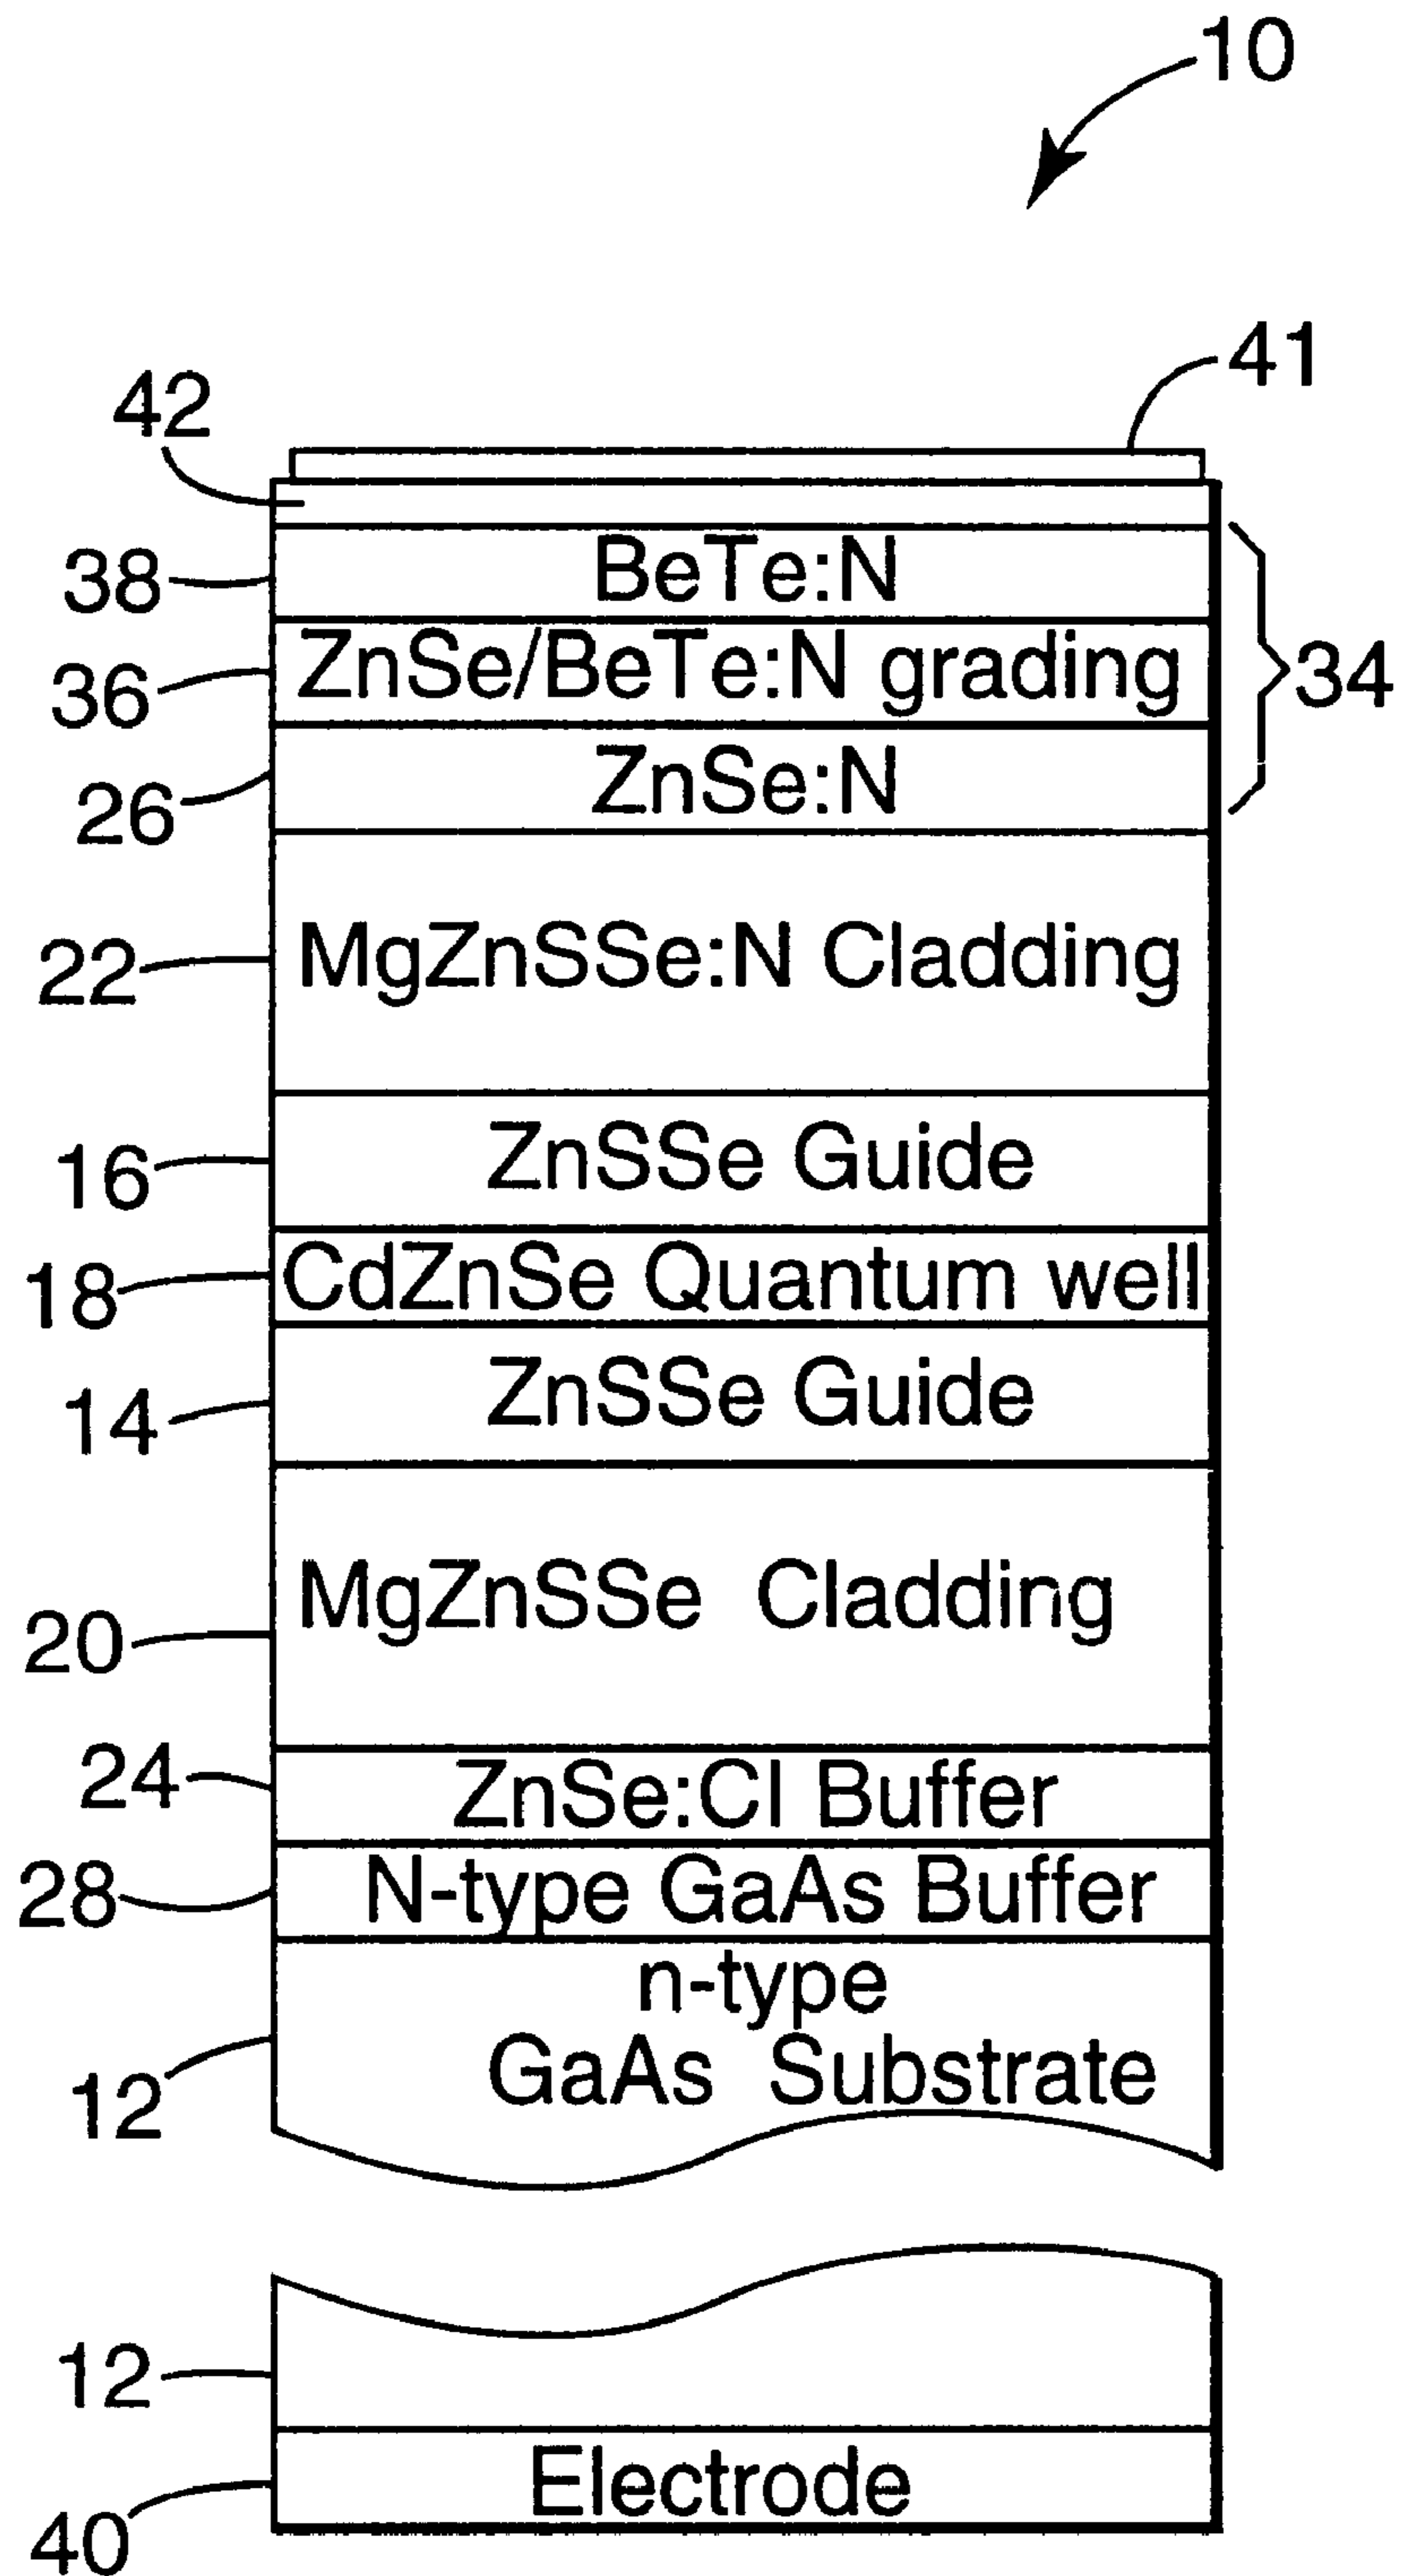 10
41
42
38 BeTe:N
36 ZnSe/BeTe:N grading
34
26 ZnSe:N
22 MgZnSSe:N Cladding
16 ZnSSe Guide
18 CdZnSe Quantum well
14 ZnSSe Guide
20 MgZnSSe Cladding
24 ZnSe:Cl Buffer
28 N-type GaAs Buffer
n-type
GaAs Substrate
12
12
Electrode
40